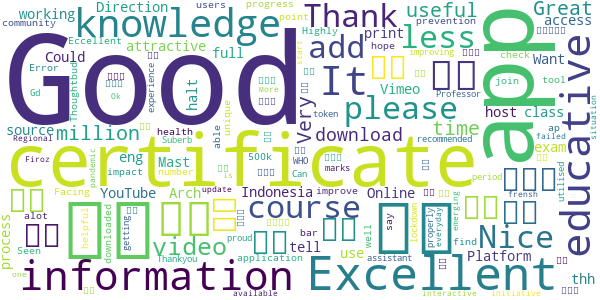 Good
certificate
app
knowledge
information
Excellent
educative
course
please
It
Nice
less
add
Thank
very
useful
Great
video
million
download
time
Direction
working
users
progress
Highly
point
prevention
community
Eccellent
attractive
full
hope
print
improving
access
Could
Error
Gd
Ok
experience
halt
More
start
Vimeo
check
join
tool
Want
Professor
Thoughtbud
unique
token
ap
failed
situation
source
Regional
Firoz
health
Suberb
able
host
class
recommended
exam
eng
Mast
500k
WHO
marks
pandemic
impact
number
is
Can
improve
period
YouTube
Arch
Indonesia
Online
frensh
utilised
Facing
update
lockdown
process
alot
Seen
helpful
downloaded
getting
proud
bar
tell
use
well
say
properly
everyday
emerging
find
Platform
thh
Thankyou
application
assistant
one
available
interactive
initiative